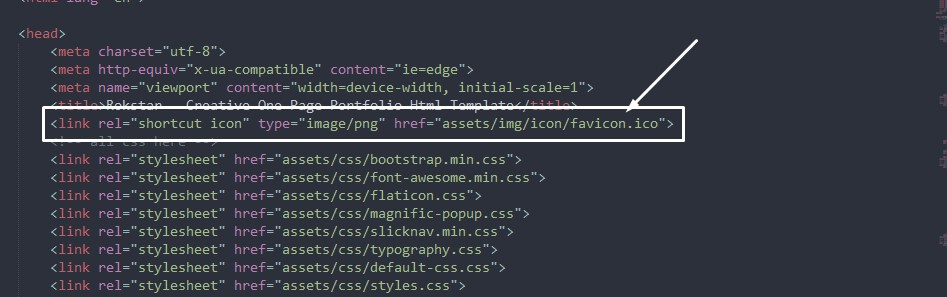 <html lang="en">
<head>
<meta charset="utf-8">
<meta http-equiv="x-ua-compatible" content="ie=edge">
<meta name="viewport" content="width=device-width, initial-scale=1">
<title>Rokstar - Creative One Page Portfolio Html Template</title>
<link rel="shortcut icon" type="image/png" href="assets/img/icon/favicon.ico">
<!-- all css here -->
<link rel="stylesheet" href="assets/css/bootstrap.min.css">
<link rel="stylesheet" href="assets/css/font-awesome.min.css">
<link rel="stylesheet" href="assets/css/flaticon.css">
<link rel="stylesheet" href="assets/css/magnific-popup.css">
<link rel="stylesheet" href="assets/css/slicknav.min.css">
<link rel="stylesheet" href="assets/css/typography.css">
<link rel="stylesheet" href="assets/css/default-css.css">
<link rel="stylesheet" href="assets/css/styles.css">